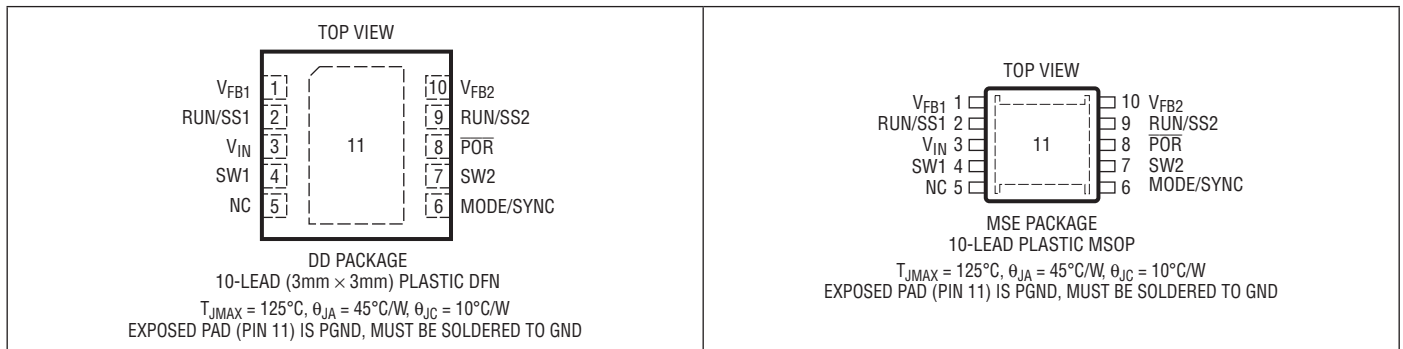 TOP VIEW
VFB1 1 10 VFB2
RUN/SS1 2 9 RUN/SS2
VIN 3 11 8 POR
SW1 4 7 SW2
NC 5 6 MODE/SYNC
DD PACKAGE
10-LEAD (3mm × 3mm) PLASTIC DFN
TJMAX = 125°C, θJA = 45°C/W, θJC = 10°C/W
EXPOSED PAD (PIN 11) IS PGND, MUST BE SOLDERED TO GND
TOP VIEW
VFB1 1 10 VFB2
RUN/SS1 2 9 RUN/SS2
VIN 3 11 8 POR
SW1 4 7 SW2
NC 5 6 MODE/SYNC
MSE PACKAGE
10-LEAD PLASTIC MSOP
TJMAX = 125°C, θJA = 45°C/W, θJC = 10°C/W
EXPOSED PAD (PIN 11) IS PGND, MUST BE SOLDERED TO GND